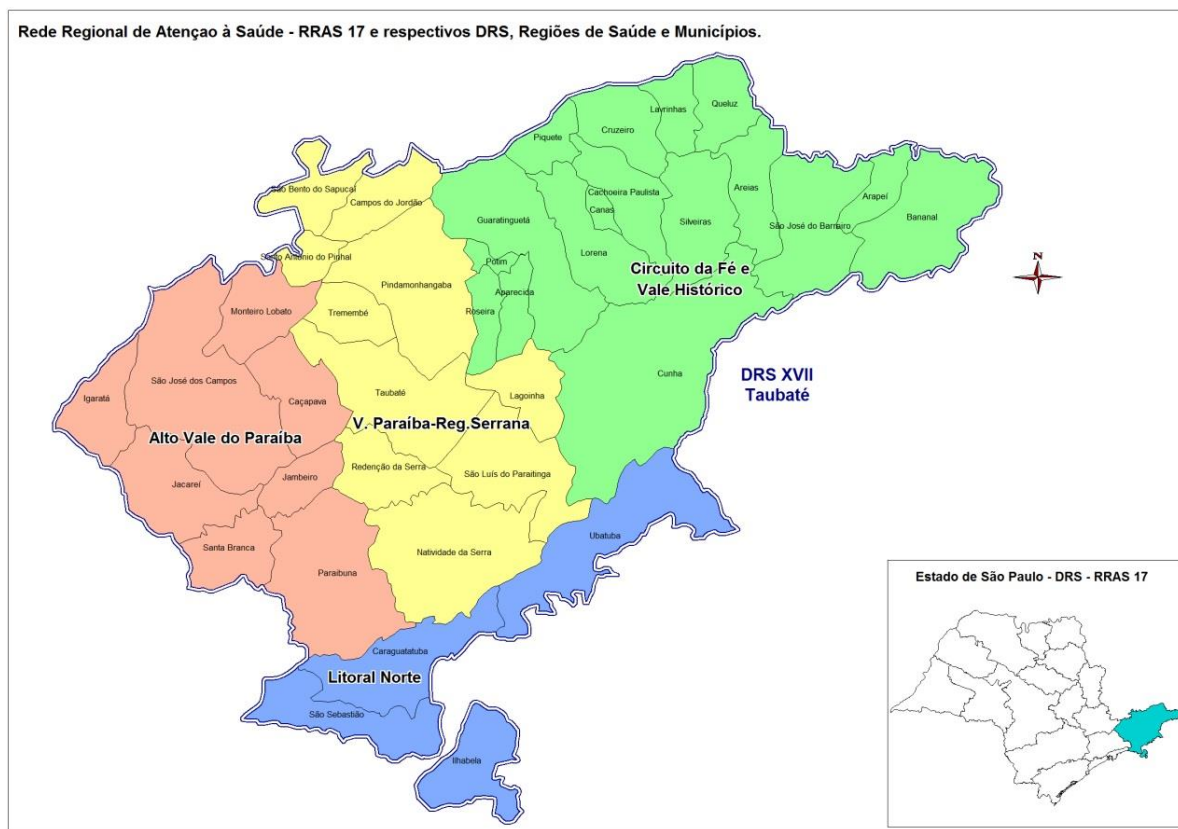 Rede Regional de Atençao à Saúde - RRAS 17 e respectivos DRS, Regiões de Saúde e Municípios.
Lavrinhas
Queluz
Cruzeiro
Piquete
São Bento do Sapucaí
Campos do Jordão
Cachoeira Paulista
Areias
Arapeí
Canas
Guaratinguetá
Silveiras
São José do Barreiro
Bananal
Santo Antônio do Pinhal
Lorena
Potim
Circuito da Fé e
Vale Histórico
N
Pindamonhangaba
Aparecida
Roseira
Monteiro Lobato
Tremembé
São José dos Campos
Cunha
DRS XVII
Taubaté
Igaratá
Caçapava
Taubaté
Lagoinha
Alto Vale do Paraíba
V. Paraíba-Reg.Serrana
Redenção da Serra
São Luís do Paraitinga
Jacareí
Jambeiro
Ubatuba
Santa Branca
Natividade da Serra
Paraibuna
Estado de São Paulo - DRS - RRAS 17
Caraguatatuba
Litoral Norte
São Sebastião
Ilhabela